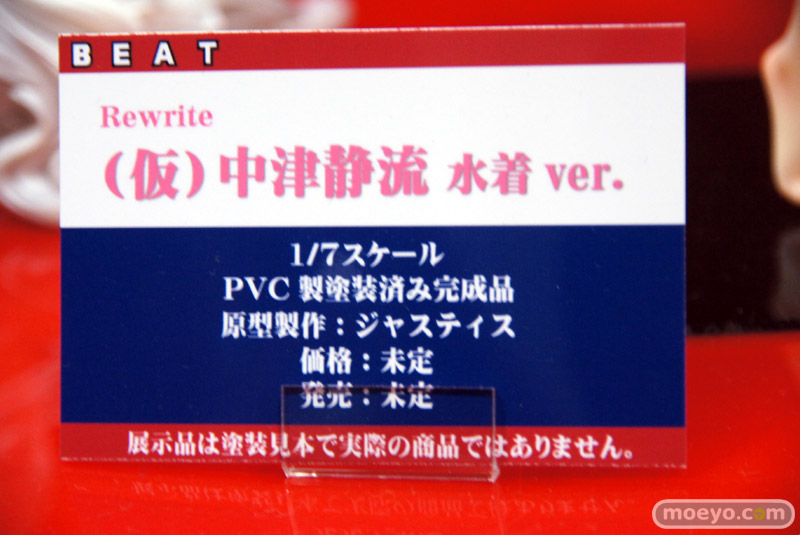 BEAT
Rewrite
(仮)中津静流 水着 ver.
1/7スケール
PVC 製塗装済み完成品
原型製作：ジャスティス
価格：未定
発売：未定
展示品は塗装見本で実際の商品ではありません。
moeyo.com